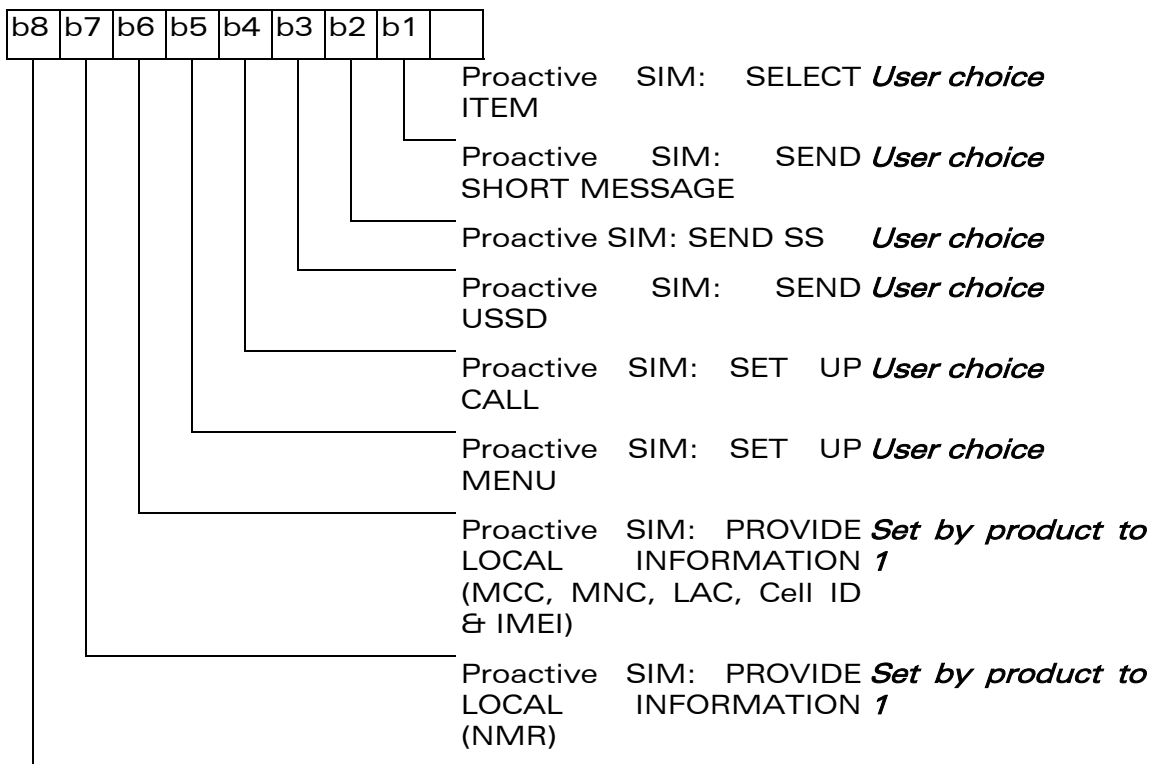 b8 b7 b6 b5 b4 b3 b2 b1
Proactive SIM: SELECT User choice
ITEM
Proactive SIM: SEND User choice
SHORT MESSAGE
Proactive SIM: SEND SS User choice
Proactive SIM: SEND User choice
USSD
Proactive SIM: SET UP User choice
CALL
Proactive SIM: SET UP User choice
MENU
Proactive SIM: PROVIDE Set by product to
LOCAL INFORMATION 1
(MCC, MNC, LAC, Cell ID
& IMEI)
Proactive SIM: PROVIDE Set by product to
LOCAL INFORMATION 1
(NMR)